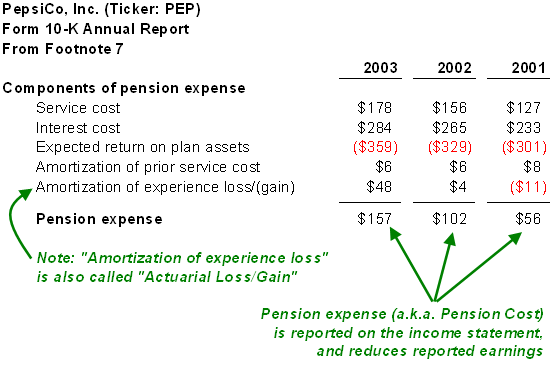 PepsiCo, Inc. (Ticker: PEP)
Form 10-K Annual Report
From Footnote 7
2003 2002 2001
Components of pension expense
Service cost $178 $156 $127
Interest cost $284 $265 $233
Expected return on plan assets ($359) ($329) ($301)
Amortization of prior service cost $6 $6 $8
Amortization of experience loss/(gain) $48 $4 ($11)
Pension expense $157 $102 $56
Note: "Amortization of experience loss"
is also called "Actuarial Loss/Gain"
Pension expense (a.k.a. Pension Cost)
is reported on the income statement,
and reduces reported earnings